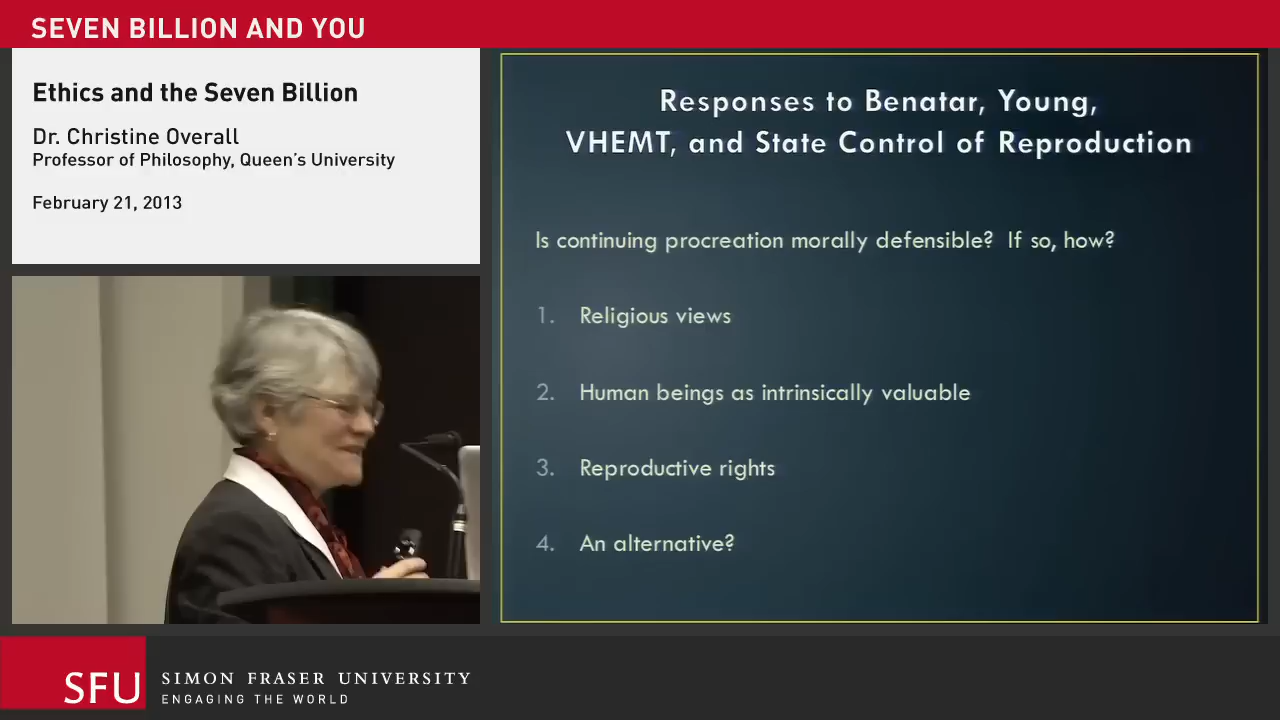 SEVEN BILLION AND YOU
Ethics and the Seven Billion
Dr. Christine Overall
Professor of Philosophy, Queen's University
February 21, 2013
Responses to Benatar, Young,
VHEMT, and State Control of Reproduction
Is continuing procreation morally defensible? If so, how?
1. Religious views
2. Human beings as intrinsically valuable
3. Reproductive rights
4. An alternative?
SFU
SIMON FRASER UNIVERSITY
ENGAGING THE WORLD